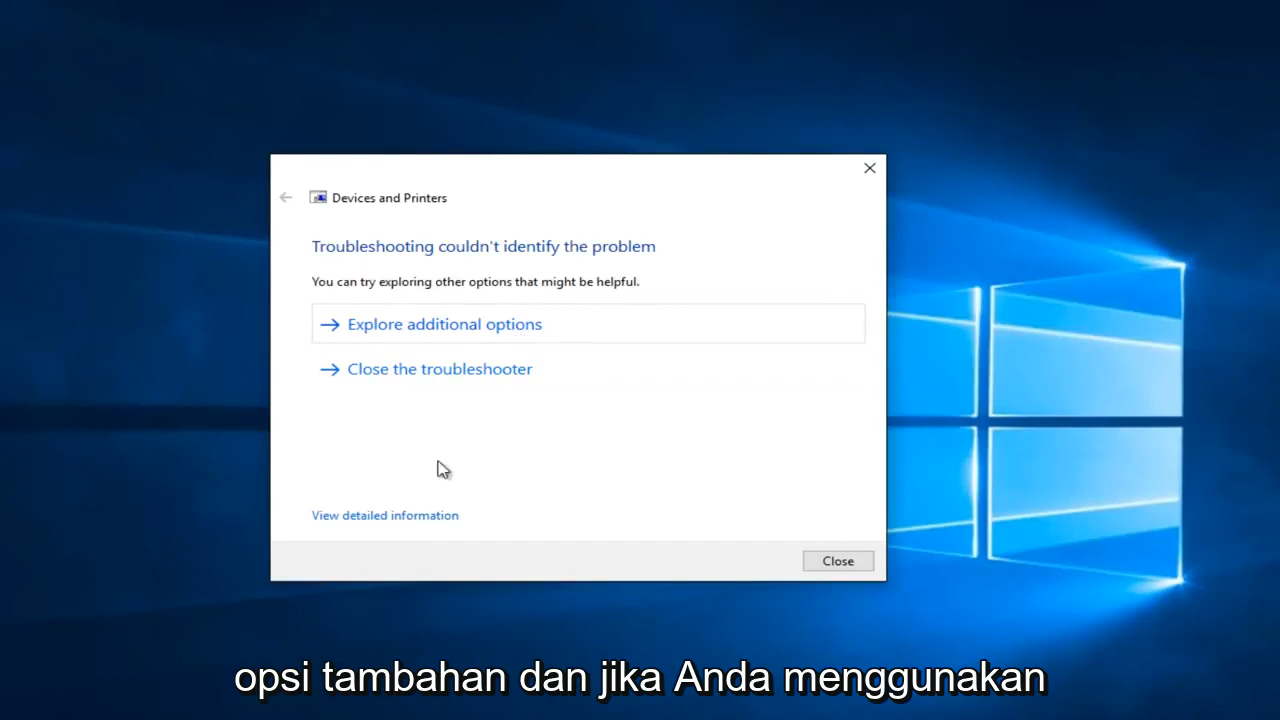 Devices and Printers
Troubleshooting couldn't identify the problem
You can try exploring other options that might be helpful.
Explore additional options
Close the troubleshooter
View detailed information
Close
opsi tambahan dan jika Anda menggunakan